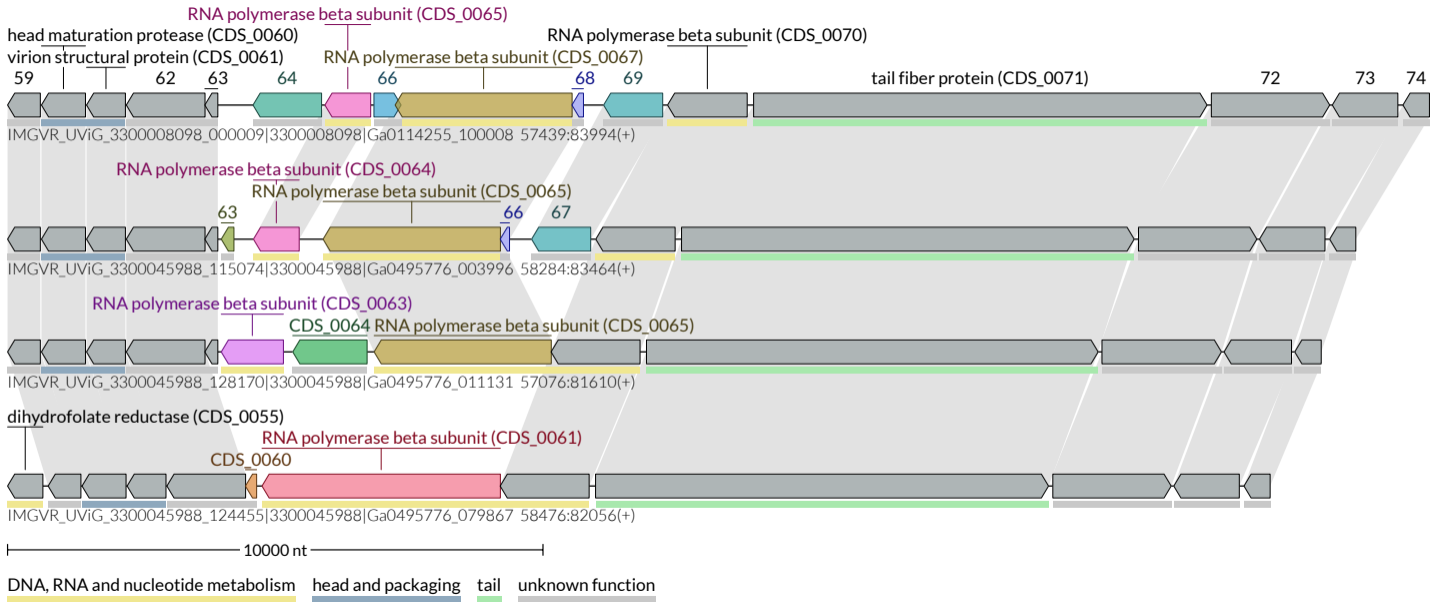 RNA polymerase beta subunit (CDS_0065)
head maturation protease (CDS_0060) RNA polymerase beta subunit (CDS_0070)
virion structural protein (CDS_0061) RNA polymerase beta subunit (CDS_0067)
59 62 63 64 66 68 69 tail fiber protein (CDS_0071) 72 73 74
IMGVR_UViG_3300008098_000009|3300008098|Ga0114255_100008 57439:83994(+)
RNA polymerase beta subunit (CDS_0064)
RNA polymerase beta subunit (CDS_0065)
63 66 67
IMGVR_UViG_3300045988_115074|3300045988|Ga0495776_003996 58284:83464(+)
RNA polymerase beta subunit (CDS_0063)
CDS_0064 RNA polymerase beta subunit (CDS_0065)
IMGVR_UViG_3300045988_128170|3300045988|Ga0495776_011131 57076:81610(+)
dihydrofolate reductase (CDS_0055)
RNA polymerase beta subunit (CDS_0061)
CDS_0060
IMGVR_UViG_3300045988_124455|3300045988|Ga0495776_079867 58476:82056(+)
10000 nt
DNA, RNA and nucleotide metabolism head and packaging tail unknown function